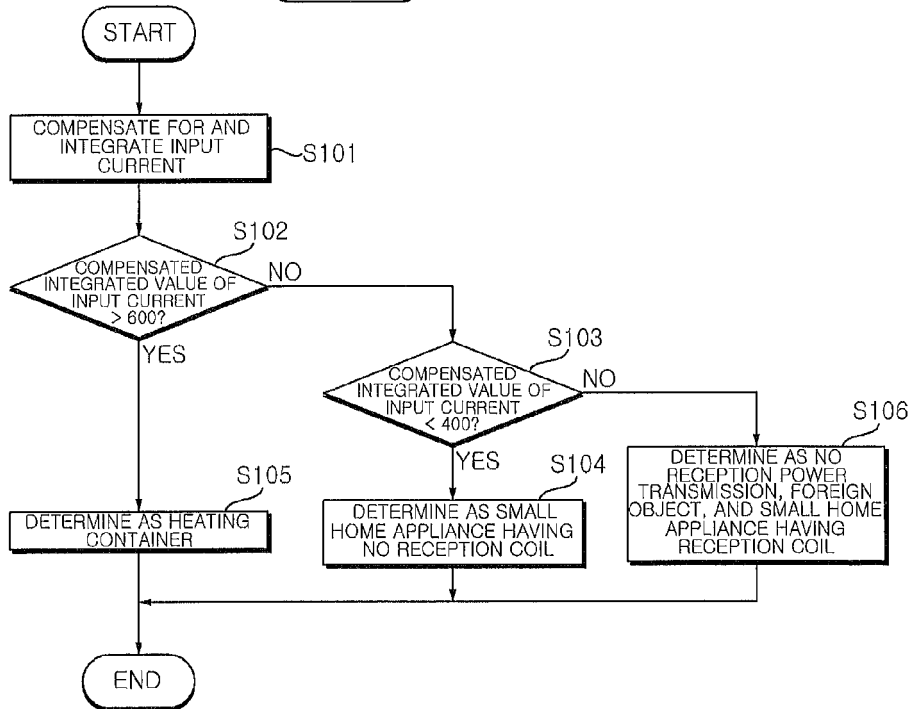 START
COMPENSATE FOR AND
INTEGRATE INPUT
CURRENT
S101
S102
COMPENSATED
INTEGRATED VALUE OF
INPUT CURRENT
> 600?
NO
YES
S103
COMPENSATED
INTEGRATED VALUE OF
INPUT CURRENT
< 400?
NO
YES
S105
DETERMINE AS HEATING
CONTAINER
S104
DETERMINE AS SMALL
HOME APPLIANCE HAVING
NO RECEPTION COIL
S106
DETERMINE AS NO
RECEPTION POWER
TRANSMISSION, FOREIGN
OBJECT, AND SMALL HOME
APPLIANCE HAVING
RECEPTION COIL
END